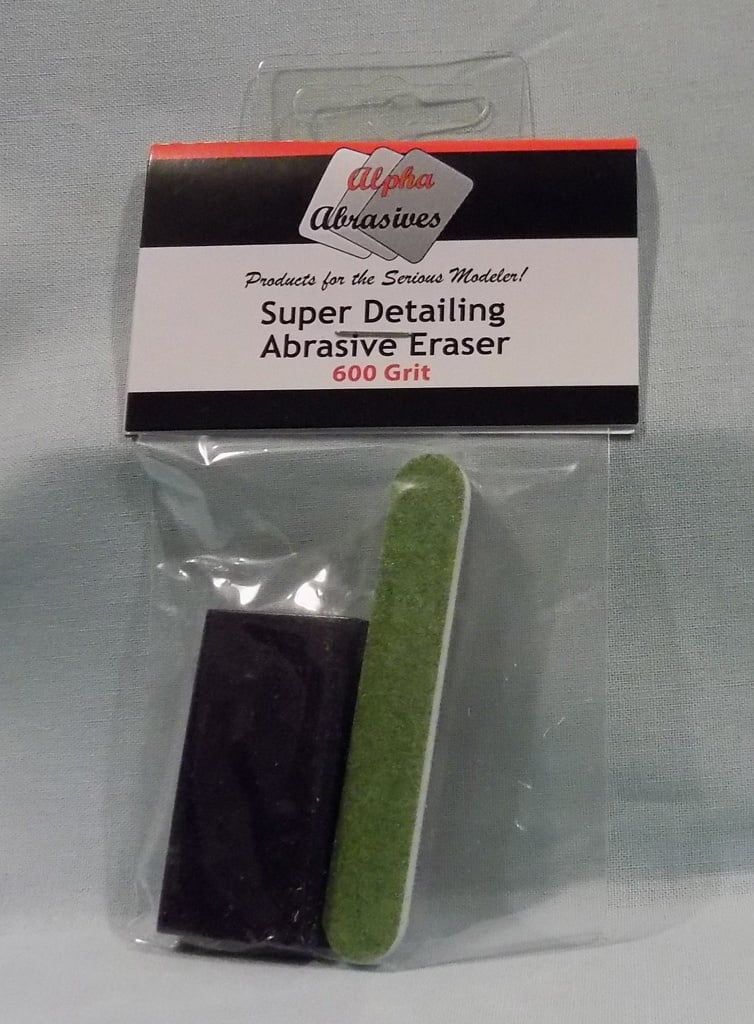 Alpha
Abrasives
Products for the Serious Modeler!
Super Detailing
Abrasive Eraser
600 Grit